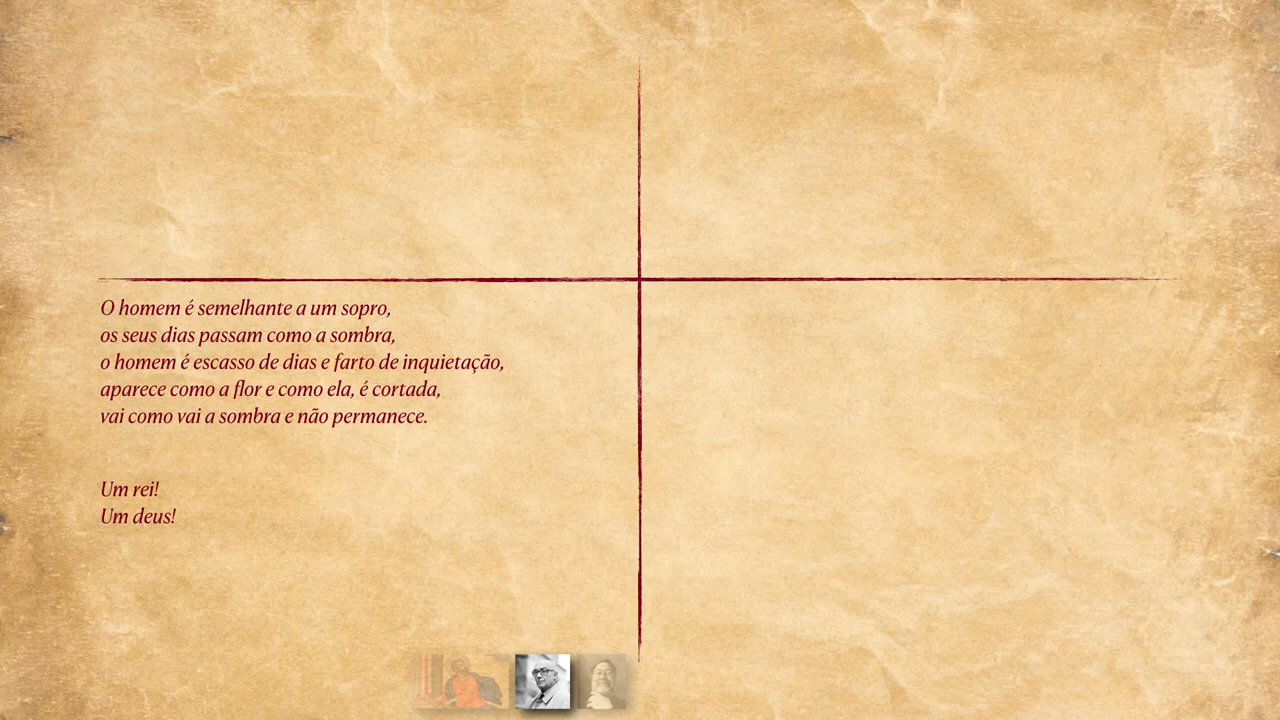 O homem é semelhante a um sopro,
os seus dias passam como a sombra,
o homem é escasso de dias e farto de inquietação,
aparece como a flor e como ela, é cortada,
vai como vai a sombra e não permanece.
Um rei!
Um deus!